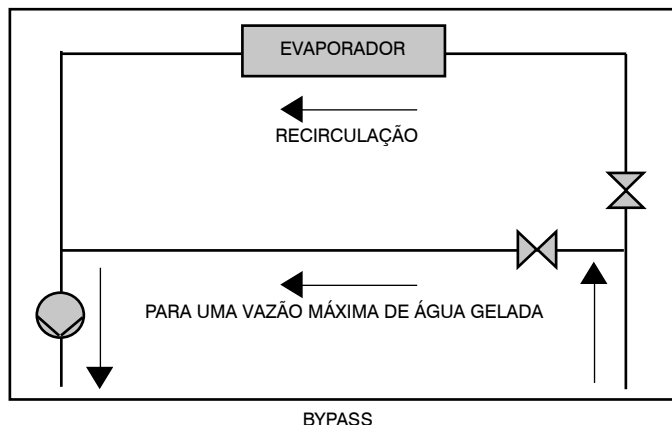 EVAPORADOR
RECIRCULAÇÃO
PARA UMA VAZÃO MÁXIMA DE ÁGUA GELADA
BYPASS